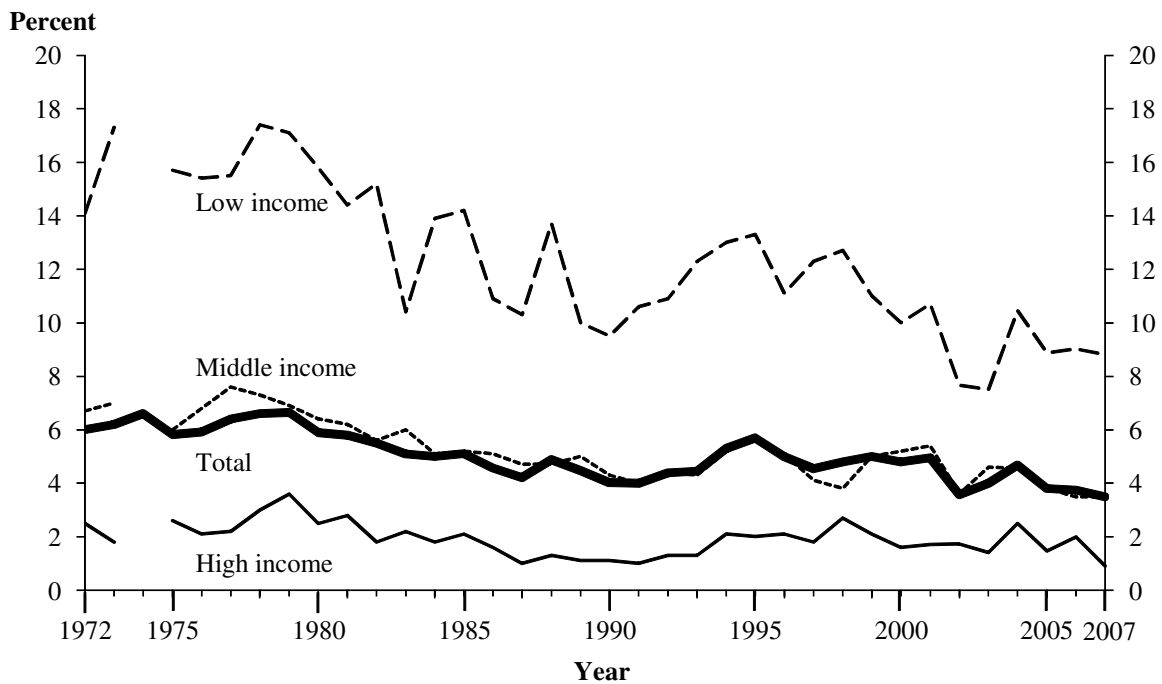 Percent
20 20
18 18
16 16
Low income
14 14
12 12
10 10
Middle income
8 8
6 6
Total
4 4
2 2
High income
0 0
1972 1975 1980 1985 1990 1995 2000 2005 2007
Year